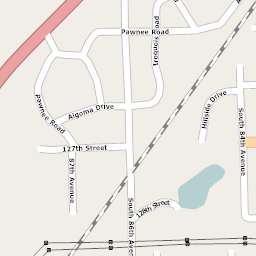 Pawnee Road
Iroquois Road
Hillside Drive
Algoma Drive
Pawnee Road
South 84th Avenue
127th Street
87th Avenue
128th Street
South 86th Aven